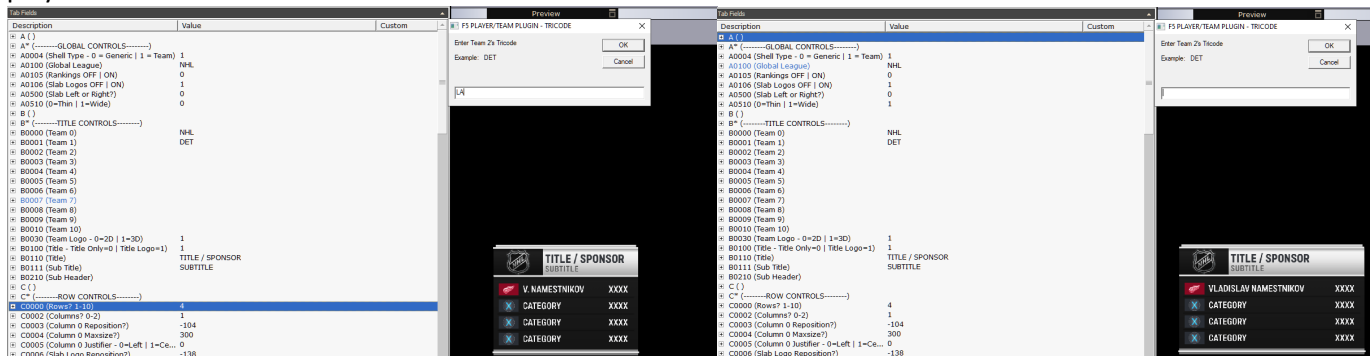 Tab Fields
Description Value Custom
A ( )
A* (--------GLOBAL CONTROLS--------)
A0004 (Shell Type - 0 = Generic | 1 = Team) 1
A0100 (Global League) NHL
A0105 (Rankings OFF | ON) 0
A0106 (Slab Logos OFF | ON) 1
A0500 (Slab Left or Right?) 0
A0510 (0=Thin | 1=Wide) 0
B ( )
B* (--------TITLE CONTROLS--------)
B0000 (Team 0) NHL
B0001 (Team 1) DET
B0002 (Team 2)
B0003 (Team 3)
B0004 (Team 4)
B0005 (Team 5)
B0006 (Team 6)
B0007 (Team 7)
B0008 (Team 8)
B0009 (Team 9)
B0010 (Team 10)
B0030 (Team Logo - 0=2D | 1=3D) 1
B0100 (Title - Title Only=0 | Title Logo=1) 1
B0110 (Title) TITLE / SPONSOR
B0111 (Sub Title) SUBTITLE
B0210 (Sub Header)
C ( )
C* (--------ROW CONTROLS--------)
C0000 (Rows? 1-10) 4
C0002 (Columns? 0-2) 1
C0003 (Column 0 Reposition?) -104
C0004 (Column 0 Maxsize?) 300
C0005 (Column 0 Justifier - 0=Left | 1=Ce... 0
C0006 (Slab Logo Reposition?) -138
Preview
F5 PLAYER/TEAM PLUGIN - TRICODE
Enter Team 2's Tricode
Example: DET
OK
Cancel
LA
NHL
TITLE / SPONSOR
SUBTITLE
V. NAMESTNIKOV XXXX
X CATEGORY XXXX
X CATEGORY XXXX
X CATEGORY XXXX
Tab Fields
Description Value Custom
A ( )
A* (--------GLOBAL CONTROLS--------)
A0004 (Shell Type - 0 = Generic | 1 = Team) 1
A0100 (Global League) NHL
A0105 (Rankings OFF | ON) 0
A0106 (Slab Logos OFF | ON) 1
A0500 (Slab Left or Right?) 0
A0510 (0=Thin | 1=Wide) 1
B ( )
B* (--------TITLE CONTROLS--------)
B0000 (Team 0) NHL
B0001 (Team 1) DET
B0002 (Team 2)
B0003 (Team 3)
B0004 (Team 4)
B0005 (Team 5)
B0006 (Team 6)
B0007 (Team 7)
B0008 (Team 8)
B0009 (Team 9)
B0010 (Team 10)
B0030 (Team Logo - 0=2D | 1=3D) 1
B0100 (Title - Title Only=0 | Title Logo=1) 1
B0110 (Title) TITLE / SPONSOR
B0111 (Sub Title) SUBTITLE
B0210 (Sub Header)
C ( )
C* (--------ROW CONTROLS--------)
C0000 (Rows? 1-10) 4
C0002 (Columns? 0-2) 1
C0003 (Column 0 Reposition?) -104
C0004 (Column 0 Maxsize?) 300
C0005 (Column 0 Justifier - 0=Left | 1=Ce... 0
C0006 (Slab Logo Reposition?) -138
Preview
F5 PLAYER/TEAM PLUGIN - TRICODE
Enter Team 2's Tricode
Example: DET
OK
Cancel
NHL
TITLE / SPONSOR
SUBTITLE
VLADISLAV NAMESTNIKOV XXXX
X CATEGORY XXXX
X CATEGORY XXXX
X CATEGORY XXXX